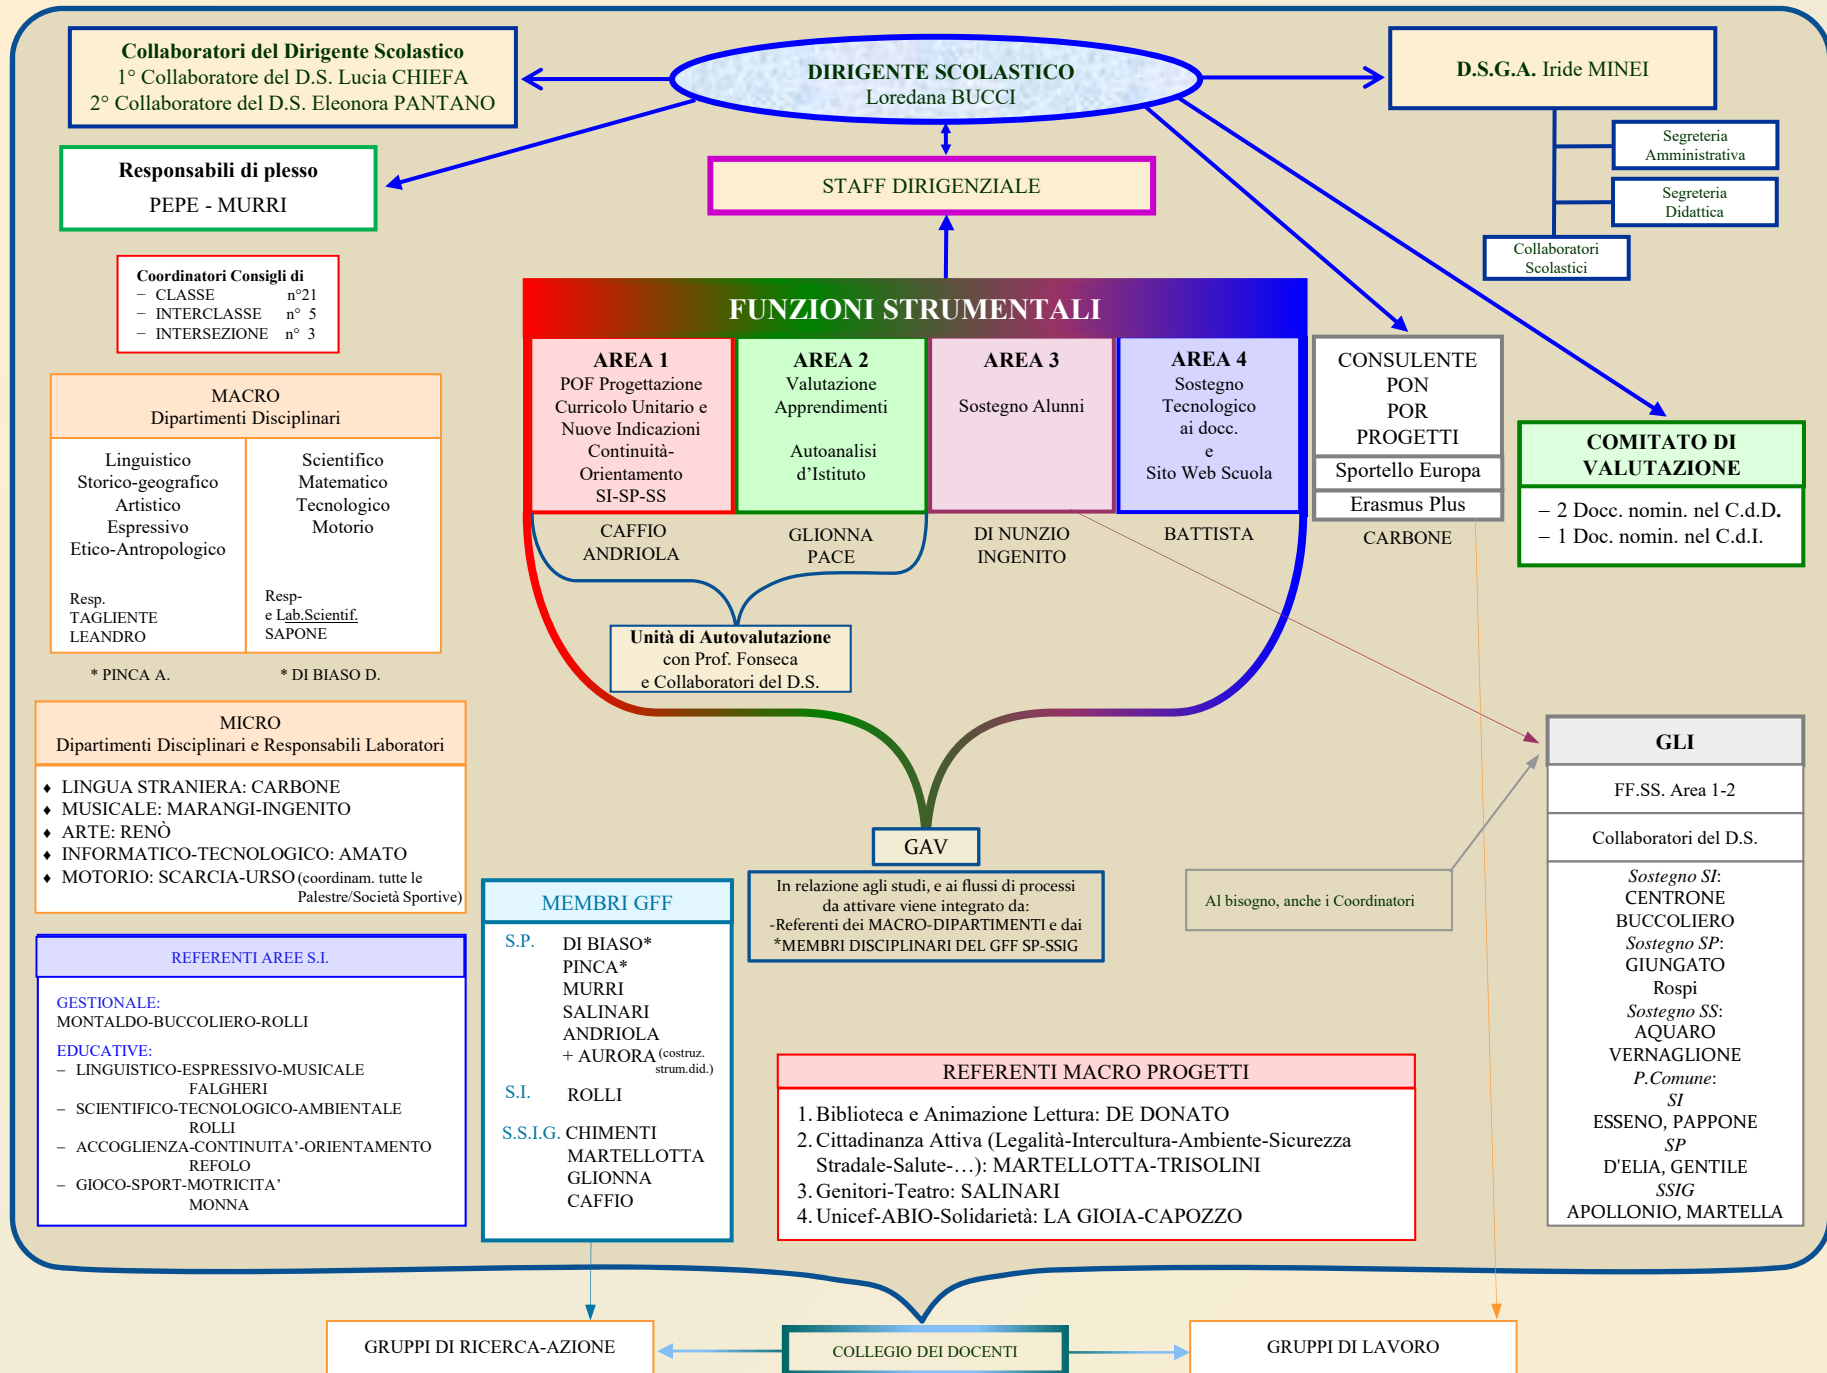 Collaboratori del Dirigente Scolastico
1° Collaboratore del D.S. Lucia CHIEFA
2° Collaboratore del D.S. Eleonora PANTANO
DIRIGENTE SCOLASTICO
Loredana BUCCI
D.S.G.A. Iride MINEI
Segreteria
Amministrativa
Segreteria
Didattica
Collaboratori
Scolastici
Responsabili di plesso
PEPE - MURRI
STAFF DIRIGENZIALE
Coordinatori Consigli di
− CLASSE n°21
− INTERCLASSE n° 5
− INTERSEZIONE n° 3
FUNZIONI STRUMENTALI
AREA 1
POF Progettazione
Curricolo Unitario e
Nuove Indicazioni
Continuità-
Orientamento
SI-SP-SS
CAFFIO
ANDRIOLA
AREA 2
Valutazione
Apprendimenti
Autoanalisi
d’Istituto
GLIONNA
PACE
AREA 3
Sostegno Alunni
DI NUNZIO
INGENITO
AREA 4
Sostegno
Tecnologico
ai docc.
e
Sito Web Scuola
BATTISTA
CONSULENTE
PON
POR
PROGETTI
Sportello Europa
Erasmus Plus
CARBONE
COMITATO DI
VALUTAZIONE
− 2 Docc. nomin. nel C.d.D.
− 1 Doc. nomin. nel C.d.I.
MACRO
Dipartimenti Disciplinari
Linguistico
Storico-geografico
Artistico
Espressivo
Etico-Antropologico
Resp.
TAGLIENTE
LEANDRO
Scientifico
Matematico
Tecnologico
Motorio
Resp-
e Lab.Scientif.
SAPONE
* PINCA A.
* DI BIASO D.
Unità di Autovalutazione
con Prof. Fonseca
e Collaboratori del D.S.
MICRO
Dipartimenti Disciplinari e Responsabili Laboratori
♦ LINGUA STRANIERA: CARBONE
♦ MUSICALE: MARANGI-INGENITO
♦ ARTE: RENÒ
♦ INFORMATICO-TECNOLOGICO: AMATO
♦ MOTORIO: SCARCIA-URSO (coordinam. tutte le
Palestre/Società Sportive)
GAV
In relazione agli studi, e ai flussi di processi
da attivare viene integrato da:
-Referenti dei MACRO-DIPARTIMENTI e dai
*MEMBRI DISCIPLINARI DEL GFF SP-SSIG
Al bisogno, anche i Coordinatori
GLI
FF.SS. Area 1-2
Collaboratori del D.S.
Sostegno SI:
CENTRONE
BUCCOLIERO
Sostegno SP:
GIUNGATO
Rospi
Sostegno SS:
AQUARO
VERNAGLIONE
P.Comune:
SI
ESSENO, PAPPONE
SP
D'ELIA, GENTILE
SSIG
APOLLONIO, MARTELLA
REFERENTI AREE S.I.
GESTIONALE:
MONTALDO-BUCCOLIERO-ROLLI
EDUCATIVE:
− LINGUISTICO-ESPRESSIVO-MUSICALE
FALGHERI
− SCIENTIFICO-TECNOLOGICO-AMBIENTALE
ROLLI
− ACCOGLIENZA-CONTINUITA’-ORIENTAMENTO
REFOLO
− GIOCO-SPORT-MOTRICITA’
MONNA
MEMBRI GFF
S.P. DI BIASO*
PINCA*
MURRI
SALINARI
ANDRIOLA
+ AURORA (costruz.
strum.did.)
S.I. ROLLI
S.S.I.G. CHIMENTI
MARTELLOTTA
GLIONNA
CAFFIO
REFERENTI MACRO PROGETTI
1. Biblioteca e Animazione Lettura: DE DONATO
2. Cittadinanza Attiva (Legalità-Intercultura-Ambiente-Sicurezza
Stradale-Salute-…): MARTELLOTTA-TRISOLINI
3. Genitori-Teatro: SALINARI
4. Unicef-ABIO-Solidarietà: LA GIOIA-CAPOZZO
GRUPPI DI RICERCA-AZIONE
COLLEGIO DEI DOCENTI
GRUPPI DI LAVORO